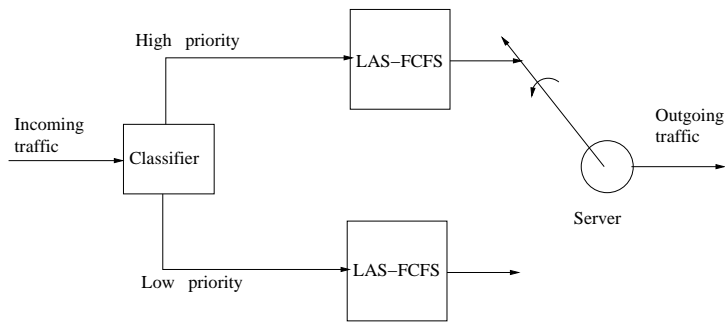 High priority
LAS–FCFS
Incoming
traffic
Classifier
Outgoing
traffic
Server
LAS–FCFS
Low priority